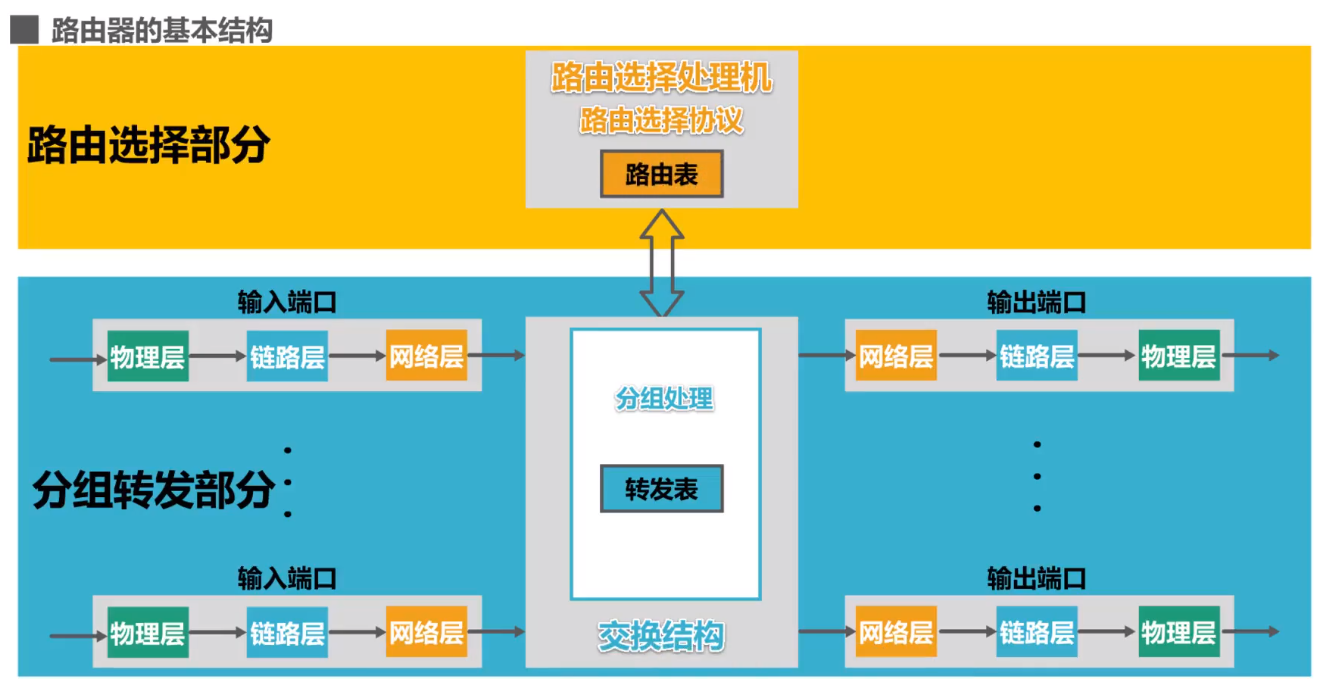 路由器的基本结构
路由选择处理机
路由选择协议
路由表
路由选择部分
输入端口
物理层 链路层 网络层
输出端口
网络层 链路层 物理层
分组处理
转发表
分组转发部分
输入端口
物理层 链路层 网络层
交换结构
输出端口
网络层 链路层 物理层